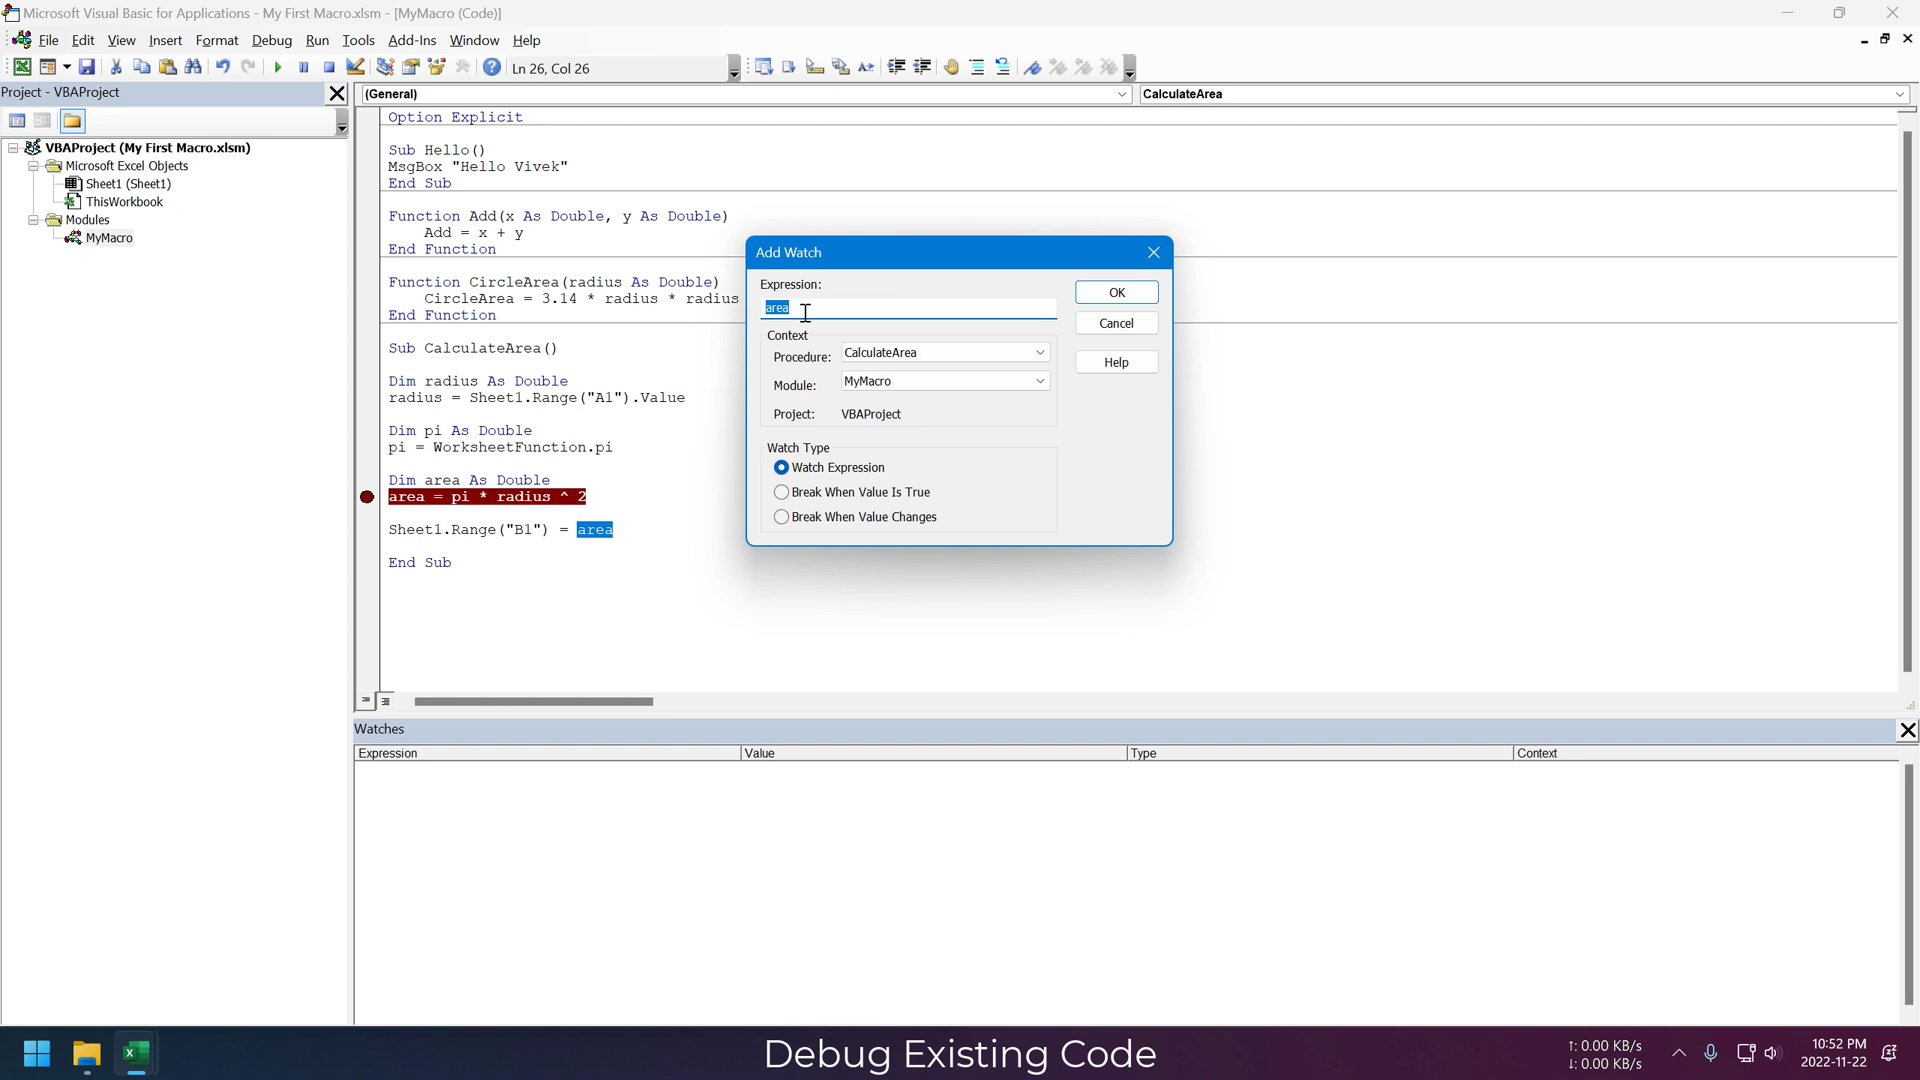 Microsoft Visual Basic for Applications - My First Macro.xlsm - [MyMacro (Code)]
File Edit View Insert Format Debug Run Tools Add-Ins Window Help
Ln 26, Col 26
Project - VBAProject
(General)
CalculateArea
VBAProject (My First Macro.xlsm)
Microsoft Excel Objects
Sheet1 (Sheet1)
ThisWorkbook
Modules
MyMacro
Option Explicit
Sub Hello()
MsgBox "Hello Vivek"
End Sub
Function Add(x As Double, y As Double)
Add = x + y
End Function
Function CircleArea(radius As Double)
CircleArea = 3.14 * radius * radius
End Function
Sub CalculateArea()
Dim radius As Double
radius = Sheet1.Range("A1").Value
Dim pi As Double
pi = WorksheetFunction.pi
Dim area As Double
area = pi * radius ^ 2
Sheet1.Range("B1") = area
End Sub
Add Watch
Expression:
area
OK
Cancel
Help
Context
Procedure: CalculateArea
Module: MyMacro
Project: VBAProject
Watch Type
Watch Expression
Break When Value Is True
Break When Value Changes
Watches
Expression Value Type Context
Debug Existing Code
↑: 0.00 KB/s
↓: 0.00 KB/s
10:52 PM
2022-11-22